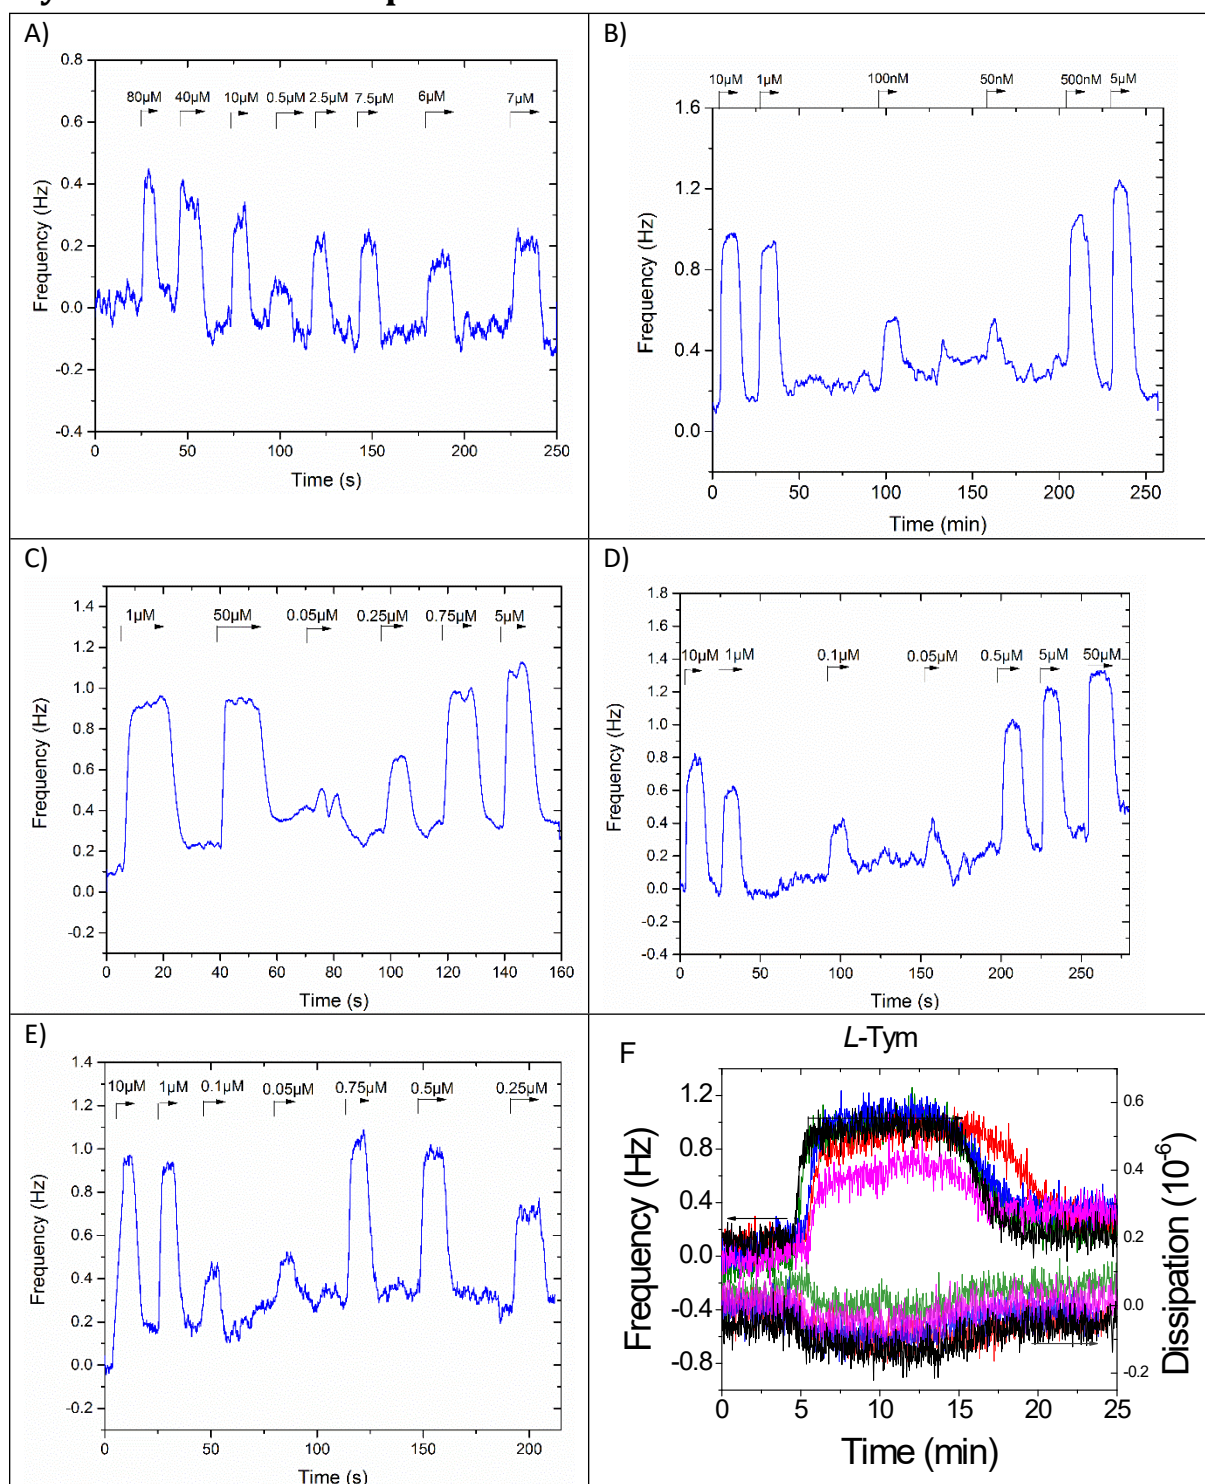 A)
80µM 40µM 10µM 0.5µM 2.5µM 7.5µM 6µM 7µM
0.8
0.6
0.4
0.2
0.0
-0.2
-0.4
Frequency (Hz)
0 50 100 150 200 250
Time (s)
B)
10µM 1µM 100nM 50nM 500nM 5µM
1.6
1.2
0.8
0.4
0.0
Frequency (Hz)
0 50 100 150 200 250
Time (min)
C)
1µM 50µM 0.05µM 0.25µM 0.75µM 5µM
1.4
1.2
1.0
0.8
0.6
0.4
0.2
0.0
-0.2
Frequency (Hz)
0 20 40 60 80 100 120 140 160
Time (s)
D)
10µM 1µM 0.1µM 0.05µM 0.5µM 5µM 50µM
1.8
1.6
1.4
1.2
1.0
0.8
0.6
0.4
0.2
0.0
-0.2
-0.4
Frequency (Hz)
0 50 100 150 200 250
Time (s)
E)
10µM 1µM 0.1µM 0.05µM 0.75µM 0.5µM 0.25µM
1.4
1.2
1.0
0.8
0.6
0.4
0.2
0.0
-0.2
Frequency (Hz)
0 50 100 150 200
Time (s)
F
L-Tym
1.2
0.8
0.4
0.0
-0.4
-0.8
Frequency (Hz)
0.6
0.4
0.2
0.0
-0.2
Dissipation (10⁻⁶)
0 5 10 15 20 25
Time (min)